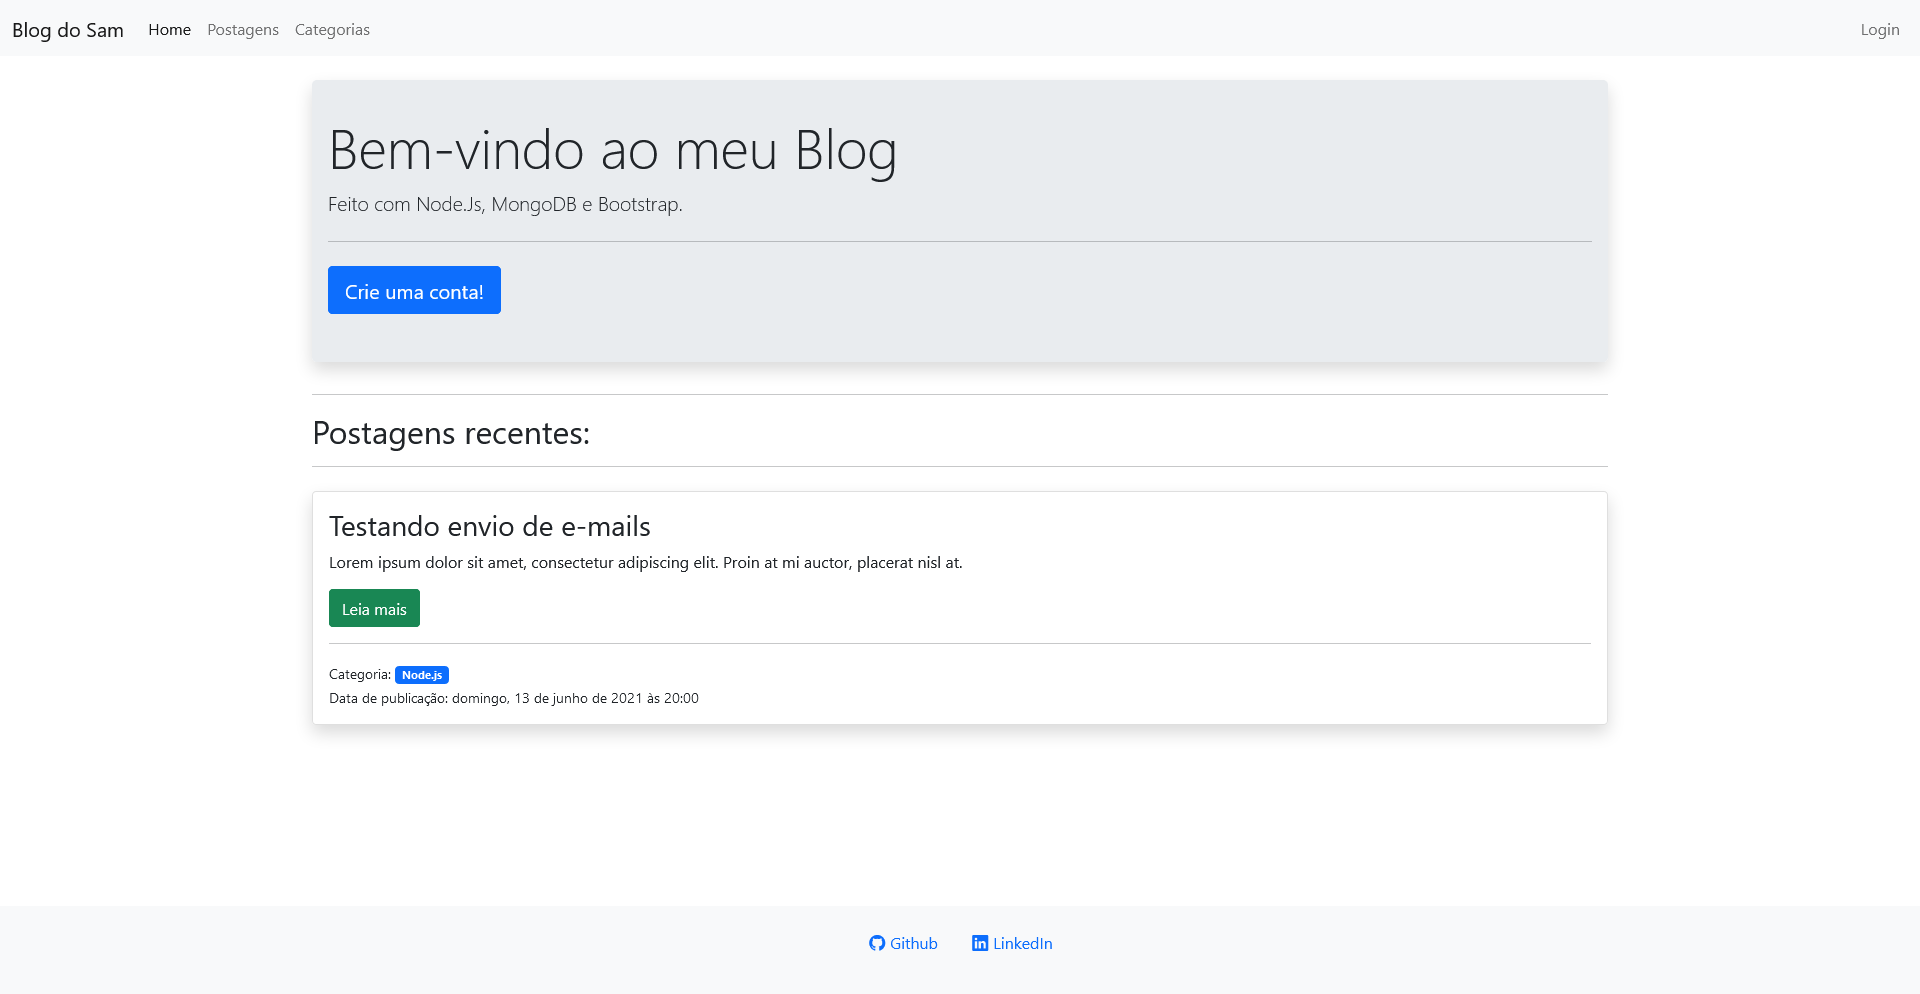 Blog do Sam Home Postagens Categorias Login
Bem-vindo ao meu Blog
Feito com Node.Js, MongoDB e Bootstrap.
Crie uma conta!
Postagens recentes:
Testando envio de e-mails
Lorem ipsum dolor sit amet, consectetur adipiscing elit. Proin at mi auctor, placerat nisl at.
Leia mais
Categoria: Node.js
Data de publicação: domingo, 13 de junho de 2021 às 20:00
Github LinkedIn